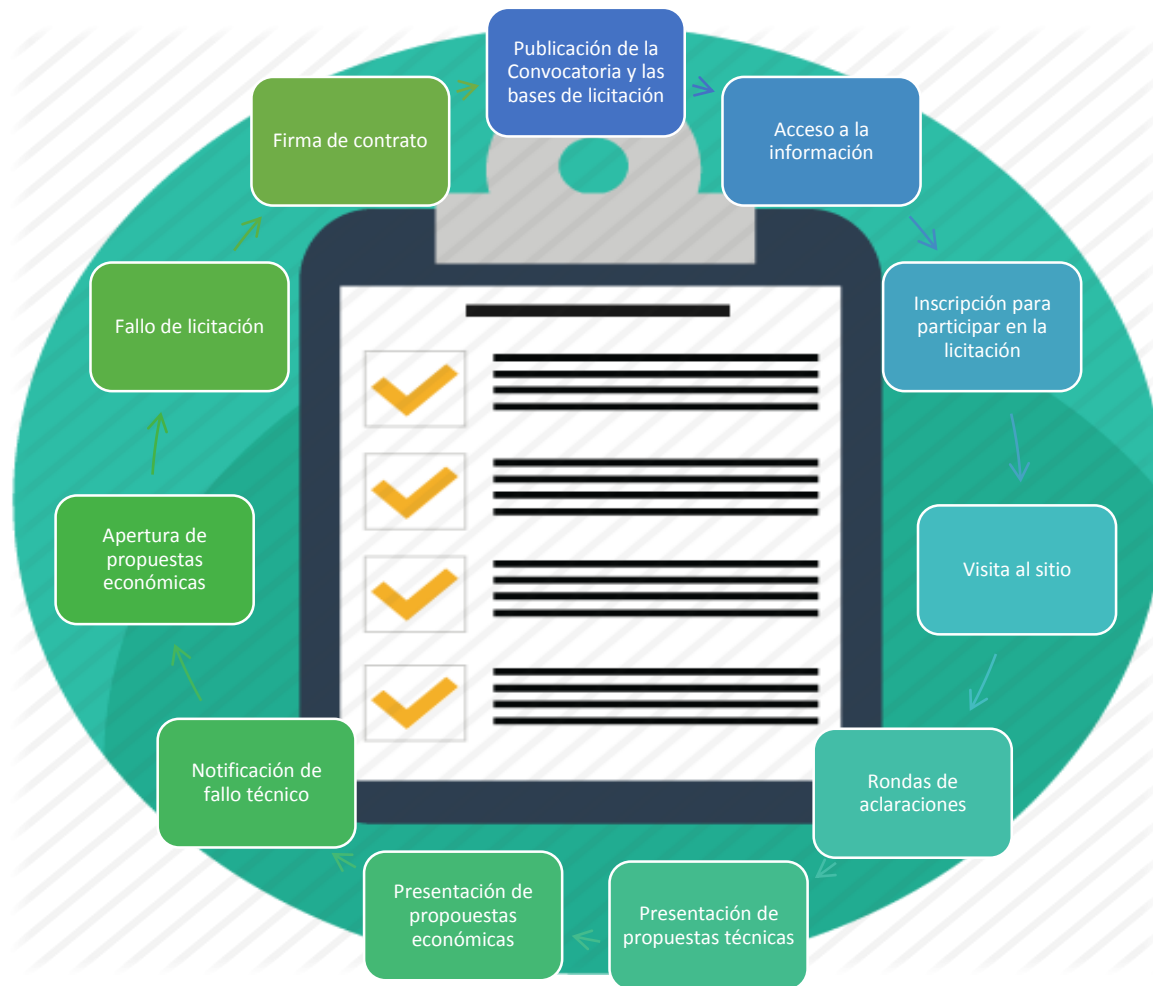 Publicación de la
Convocatoria y las
bases de licitación
Acceso a la
información
Inscripción para
participar en la
licitación
Visita al sitio
Rondas de
aclaraciones
Presentación de
propuestas técnicas
Presentación de
propouestas
económicas
Notificación de
fallo técnico
Apertura de
propuestas
económicas
Fallo de licitación
Firma de contrato